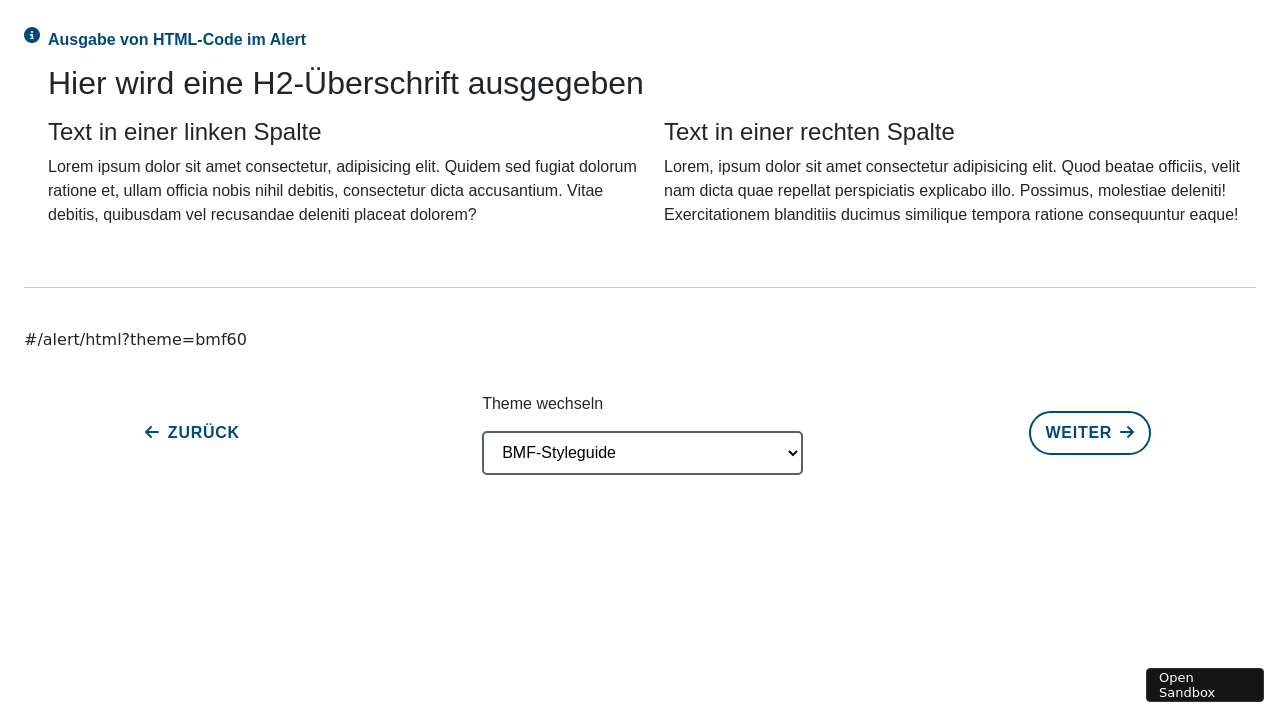 Ausgabe von HTML-Code im Alert
Hier wird eine H2-Überschrift ausgegeben
Text in einer linken Spalte
Lorem ipsum dolor sit amet consectetur, adipisicing elit. Quidem sed fugiat dolorum
ratione et, ullam officia nobis nihil debitis, consectetur dicta accusantium. Vitae
debitis, quibusdam vel recusandae deleniti placeat dolorem?
Text in einer rechten Spalte
Lorem, ipsum dolor sit amet consectetur adipisicing elit. Quod beatae officiis, velit
nam dicta quae repellat perspiciatis explicabo illo. Possimus, molestiae deleniti!
Exercitationem blanditiis ducimus similique tempora ratione consequuntur eaque!
#/alert/html?theme=bmf60
ZURÜCK
Theme wechseln
BMF-Styleguide
WEITER
Open
Sandbox